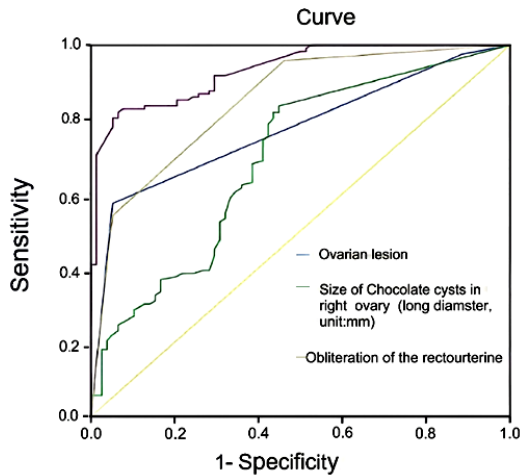 Curve
1.0
0.8
0.6
0.4
0.2
0.0
Sensitivity
Ovarian lesion
Size of Chocolate cysts in
right ovary (long diamster,
unit:mm)
Obliteration of the rectourterine
0.0
0.2
0.4
0.6
0.8
1.0
1- Specificity